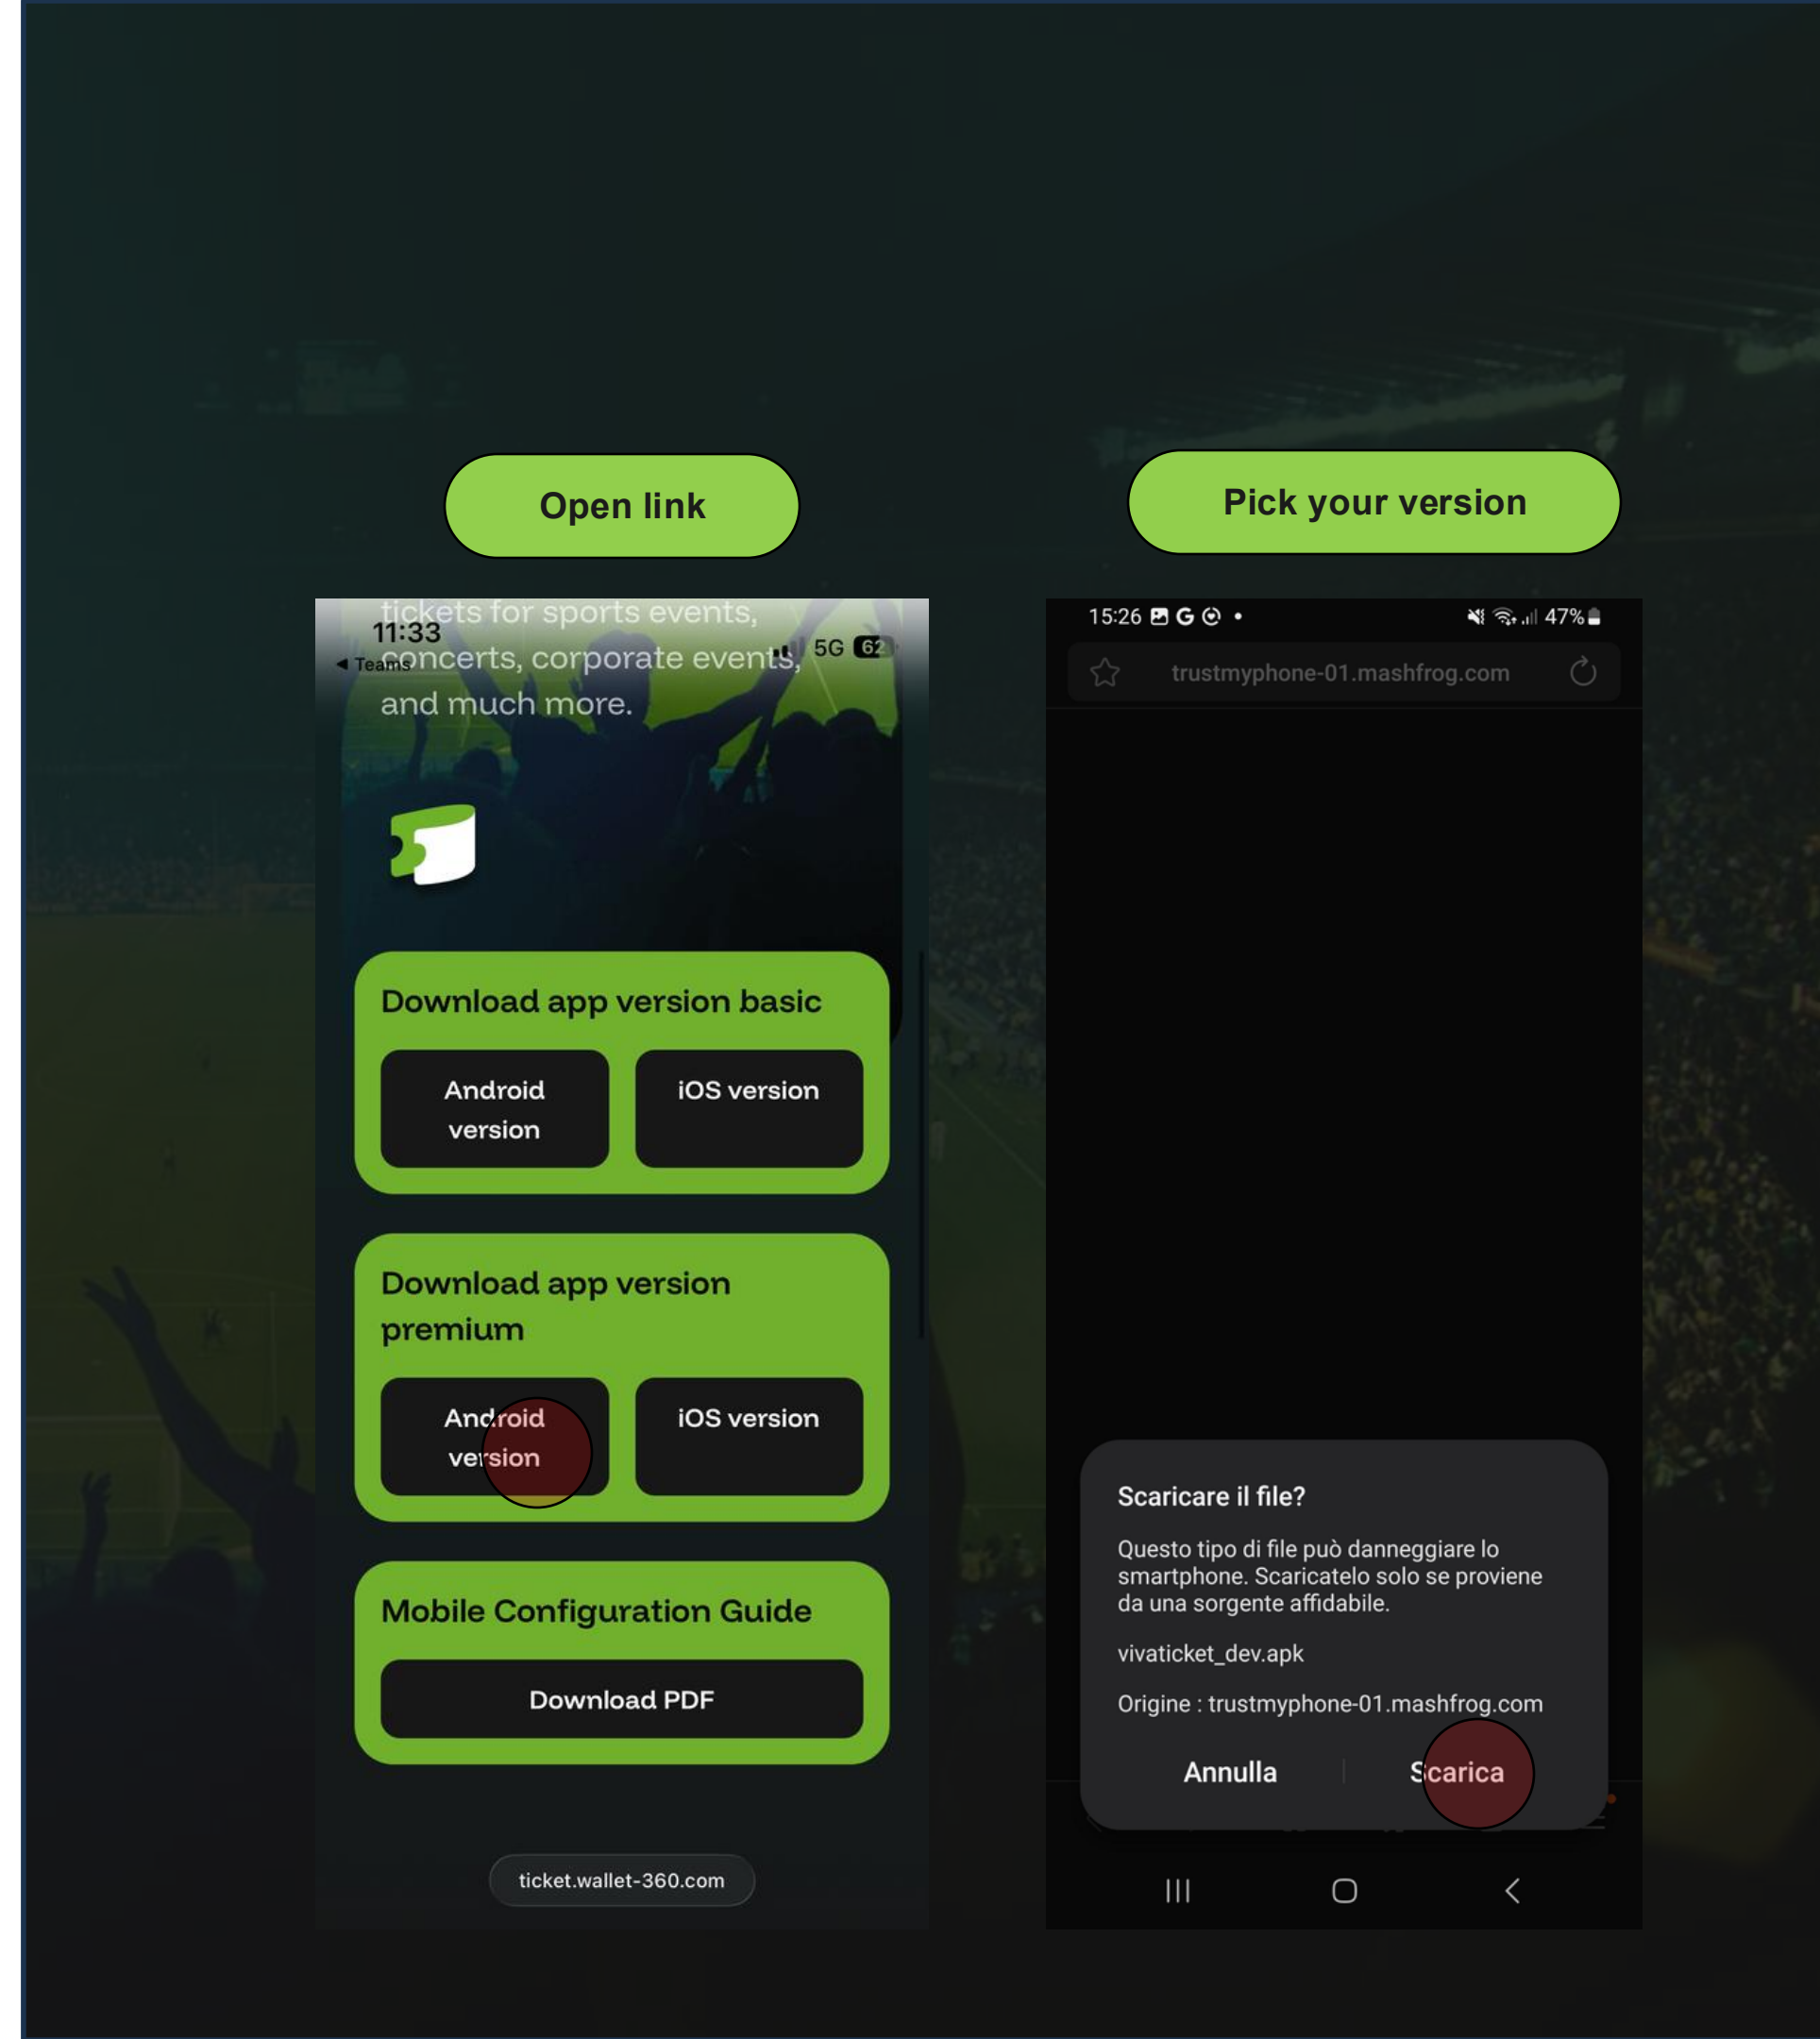 Open link
Pick your version
tickets for sports events,
11:33
5G 62
Teams
concerts, corporate events,
and much more.
Download app version basic
Android
version
iOS version
Download app version
premium
Android
version
iOS version
Mobile Configuration Guide
Download PDF
ticket.wallet-360.com
15:26 G
47%
trustmyphone-01.mashfrog.com
Scaricare il file?
Questo tipo di file può danneggiare lo
smartphone. Scaricatelo solo se proviene
da una sorgente affidabile.
vivaticket_dev.apk
Origine : trustmyphone-01.mashfrog.com
Annulla
Scarica